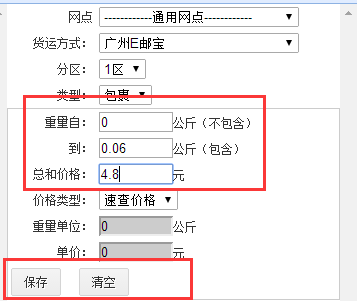 网点 ------------通用网点------------
货运方式： 广州E邮宝
分区： 1区
类型： 包裹
重量自： 0 公斤（不包含）
到： 0.06 公斤（包含）
总和价格： 4.8 元
价格类型： 速查价格
重量单位： 0 公斤
单价： 0 元
保存 清空